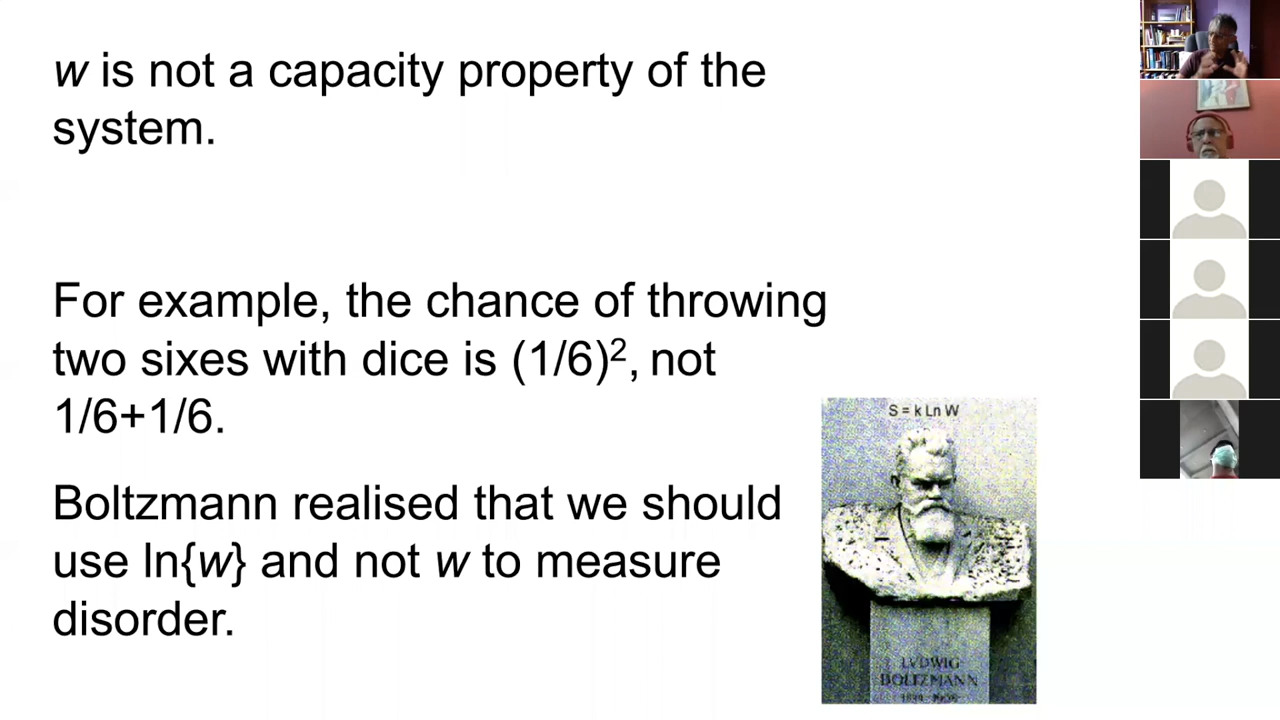 w is not a capacity property of the
system.
For example, the chance of throwing
two sixes with dice is (1/6)², not
1/6+1/6.
Boltzmann realised that we should
use ln{w} and not w to measure
disorder.
S = k Ln W
LVDWIG
BOLTZMANN